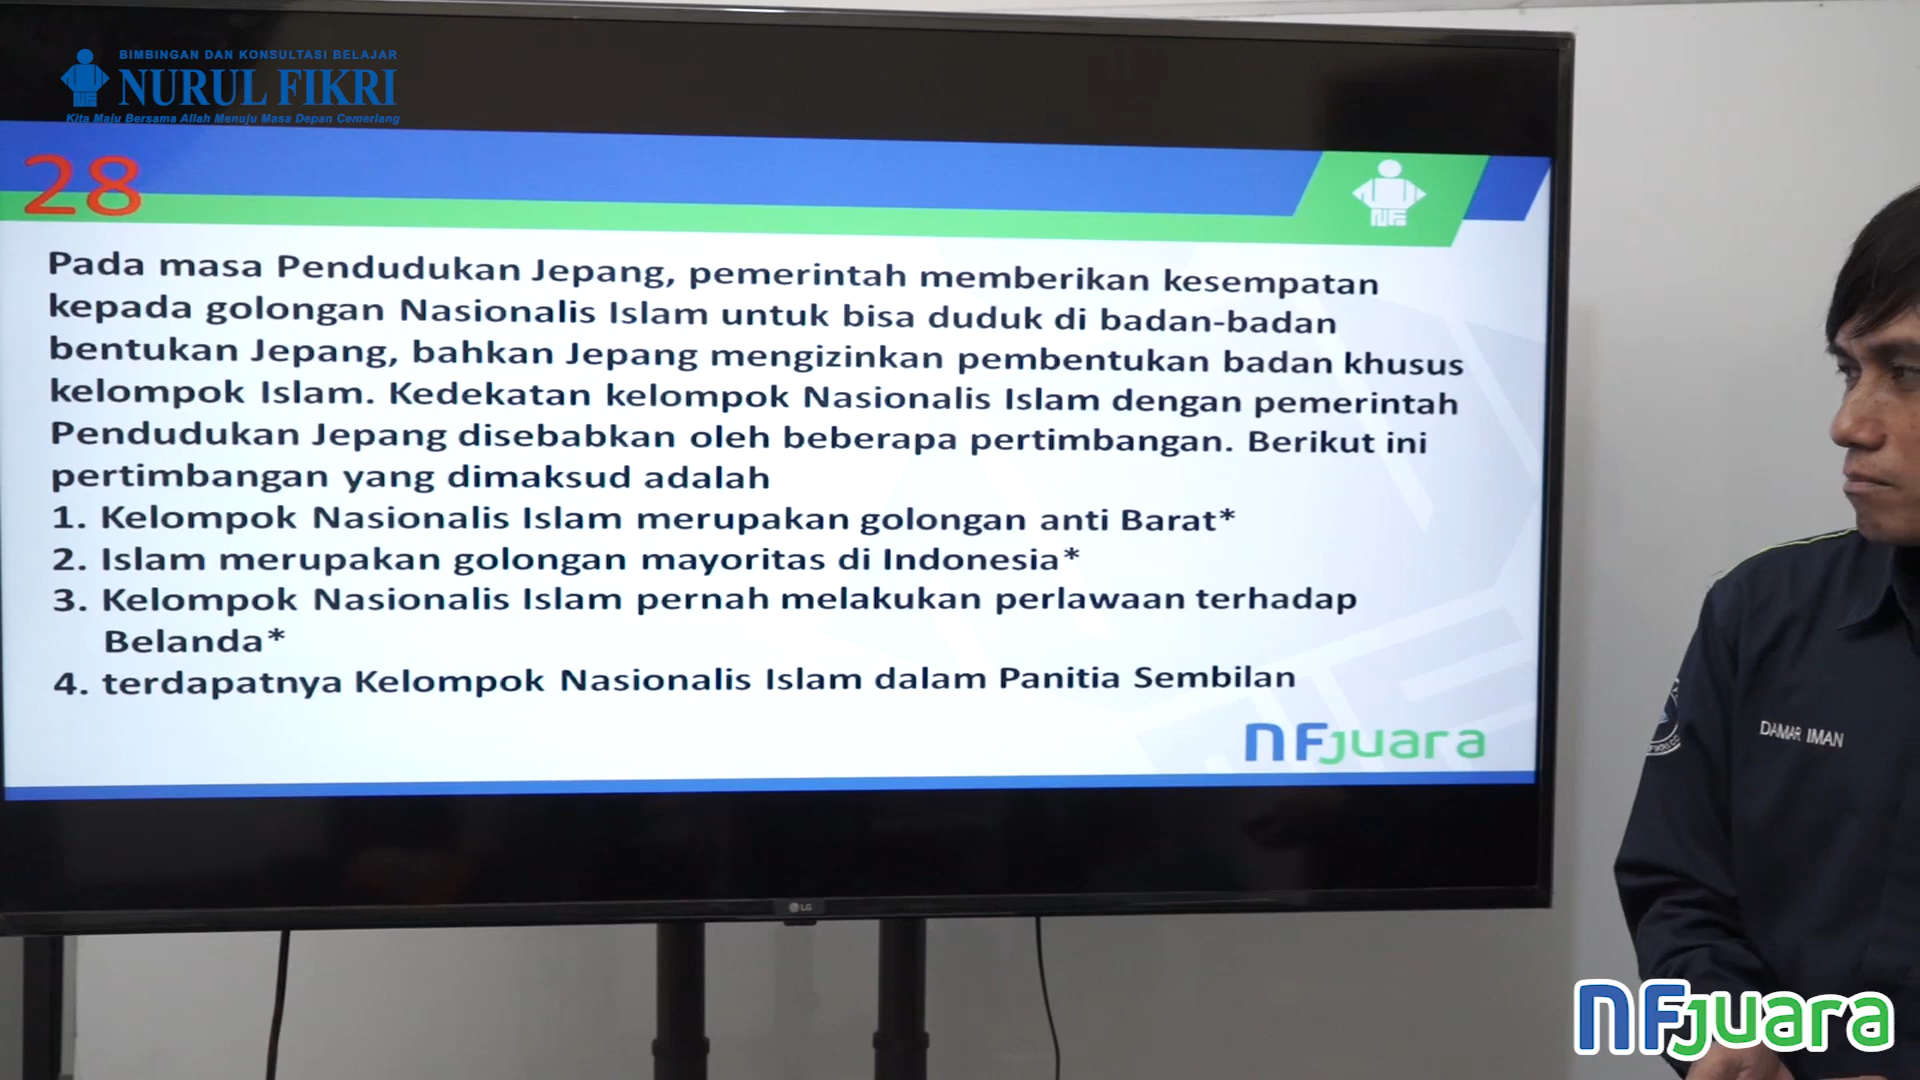 BIMBINGAN DAN KONSULTASI BELAJAR
NURUL FIKRI
Kita Maju Bersama Allah Menuju Masa Depan Cemerlang
28
NF
Pada masa Pendudukan Jepang, pemerintah memberikan kesempatan
kepada golongan Nasionalis Islam untuk bisa duduk di badan-badan
bentukan Jepang, bahkan Jepang mengizinkan pembentukan badan khusus
kelompok Islam. Kedekatan kelompok Nasionalis Islam dengan pemerintah
Pendudukan Jepang disebabkan oleh beberapa pertimbangan. Berikut ini
pertimbangan yang dimaksud adalah
1. Kelompok Nasionalis Islam merupakan golongan anti Barat*
2. Islam merupakan golongan mayoritas di Indonesia*
3. Kelompok Nasionalis Islam pernah melakukan perlawaan terhadap
Belanda*
4. terdapatnya Kelompok Nasionalis Islam dalam Panitia Sembilan
NFjuara
LG
DAMAR IMAN
NFjuara